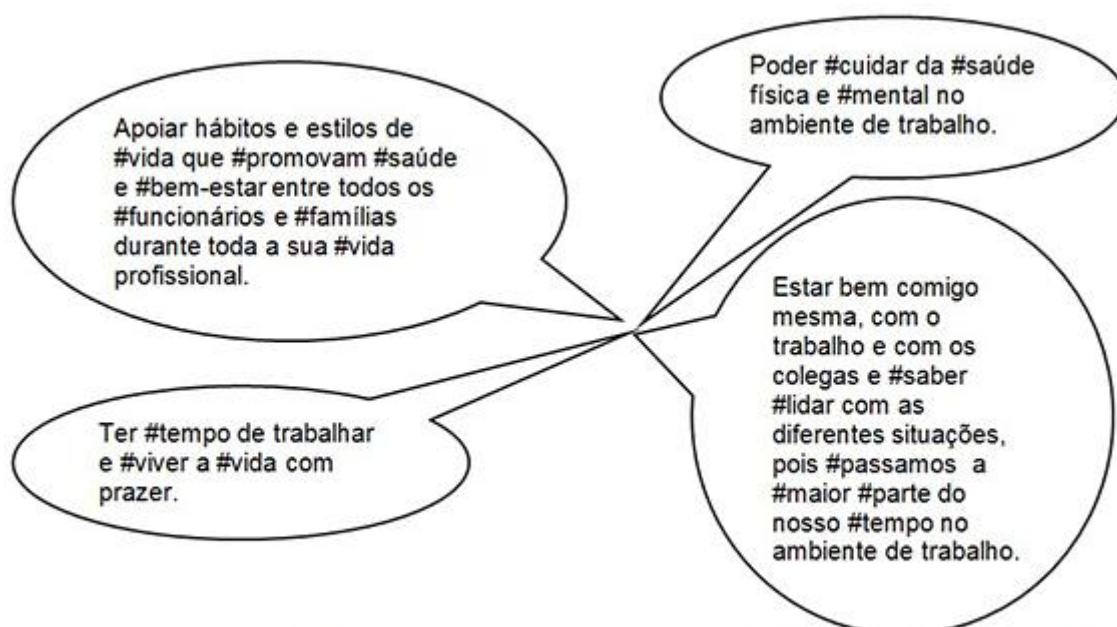 Apoiar hábitos e estilos de
#vida que #promovam #saúde
e #bem-estar entre todos os
#funcionários e #famílias
durante toda a sua #vida
profissional.
Poder #cuidar da #saúde
física e #mental no
ambiente de trabalho.
Ter #tempo de trabalhar
e #viver a #vida com
prazer.
Estar bem comigo
mesma, com o
trabalho e com os
colegas e #saber
#lidar com as
diferentes situações,
pois #passamos a
#maior #parte do
nosso #tempo no
ambiente de trabalho.